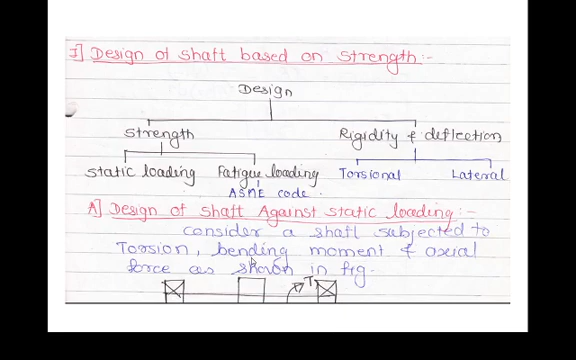 I] Design of shaft based on strength:-
Design
Strength Rigidity & deflection
Static loading Fatigue loading Torsional Lateral
ASME code.
A] Design of shaft Against static loading:-
consider a shaft subjected to
Torsion, bending moment & axial
force as shown in fig.
T